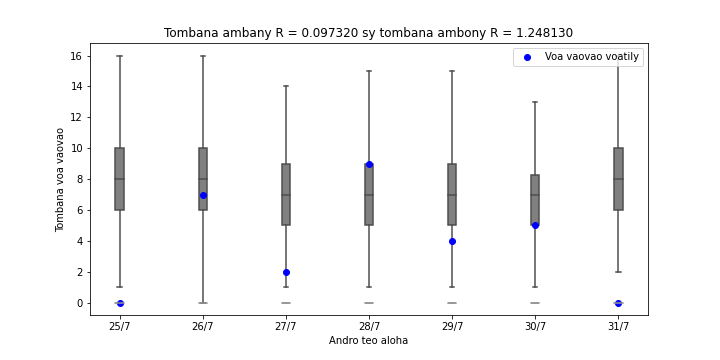 Tombana ambany R = 0.097320 sy tombana ambony R = 1.248130
Voa vaovao voatily
Tombana voa vaovao
16
14
12
10
8
6
4
2
0
25/7 26/7 27/7 28/7 29/7 30/7 31/7
Andro teo aloha